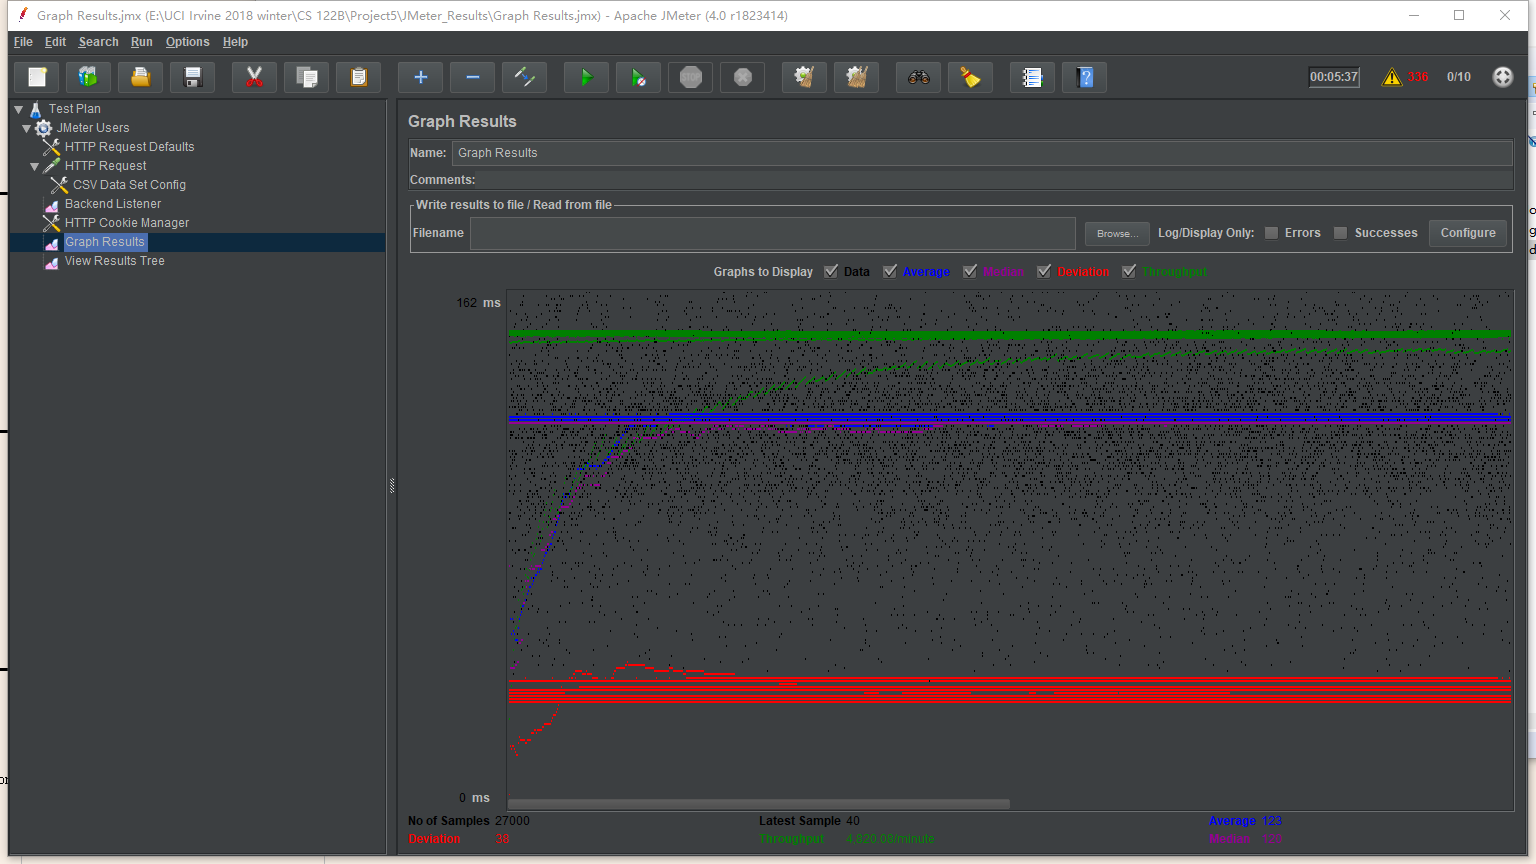 Graph Results.jmx (E:\UCI Irvine 2018 winter\CS 122B\Project5\JMeter_Results\Graph Results.jmx) - Apache JMeter (4.0 r1823414)
File Edit Search Run Options Help
STOP 00:05:37 336 0/10
Test Plan
JMeter Users
HTTP Request Defaults
HTTP Request
CSV Data Set Config
Backend Listener
HTTP Cookie Manager
Graph Results
View Results Tree
Graph Results
Name: Graph Results
Comments:
Write results to file / Read from file
Filename Browse... Log/Display Only: Errors Successes Configure
Graphs to Display Data Average Median Deviation Throughput
162 ms
0 ms
No of Samples 27000 Latest Sample 40 Average 123
Deviation 38 Throughput 4,820.08/minute Median 120